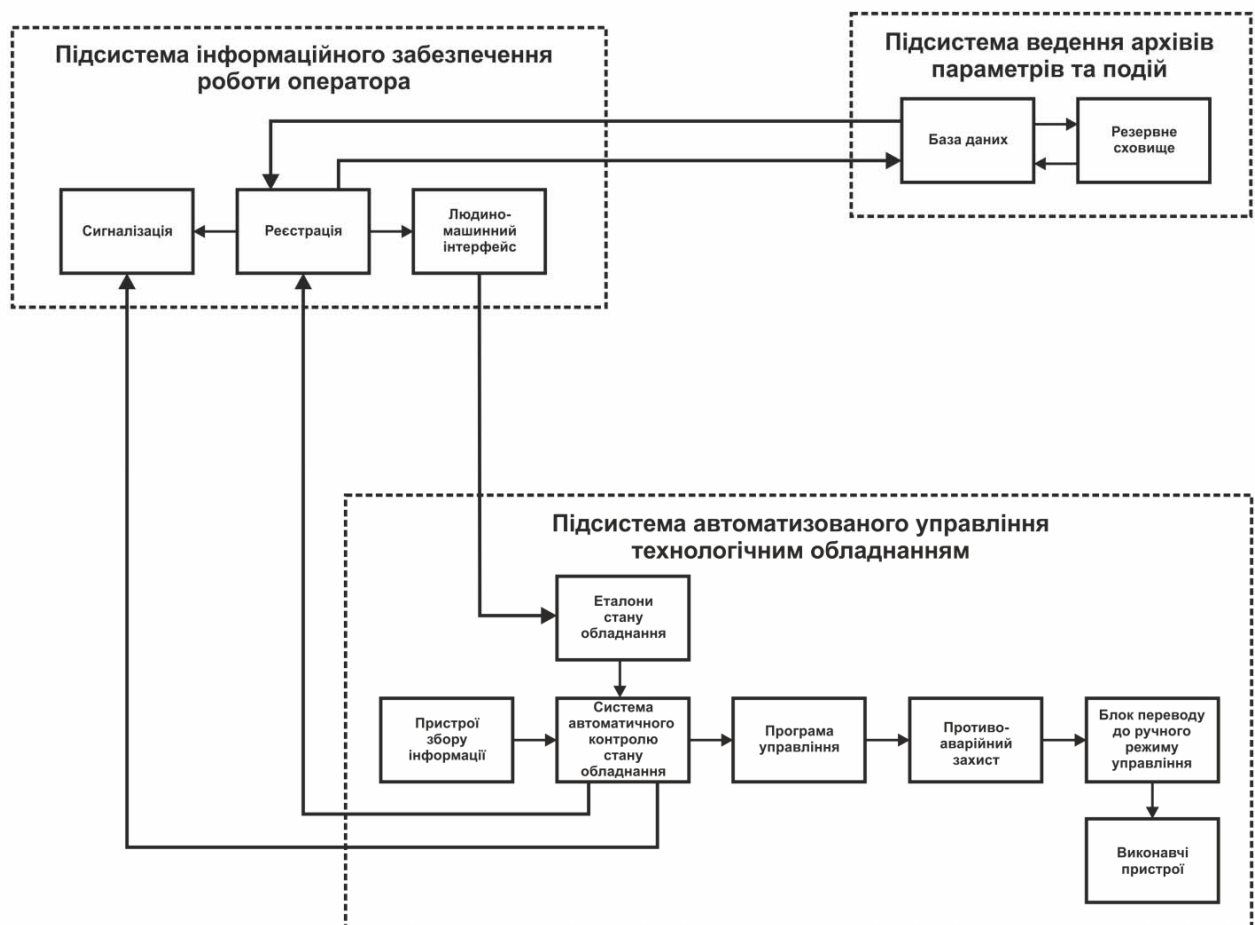 Підсистема інформаційного забезпечення
роботи оператора
Підсистема ведення архівів
параметрів та подій
База даних
Резервне
сховище
Сигналізація
Реєстрація
Людино-
машинний
інтерфейс
Підсистема автоматизованого управління
технологічним обладнанням
Еталони
стану
обладнання
Пристрої
збору
інформації
Система
автоматичного
контролю
стану
обладнання
Програма
управління
Противо-
аварійний
захист
Блок переводу
до ручного
режиму
управління
Виконавчі
пристрої